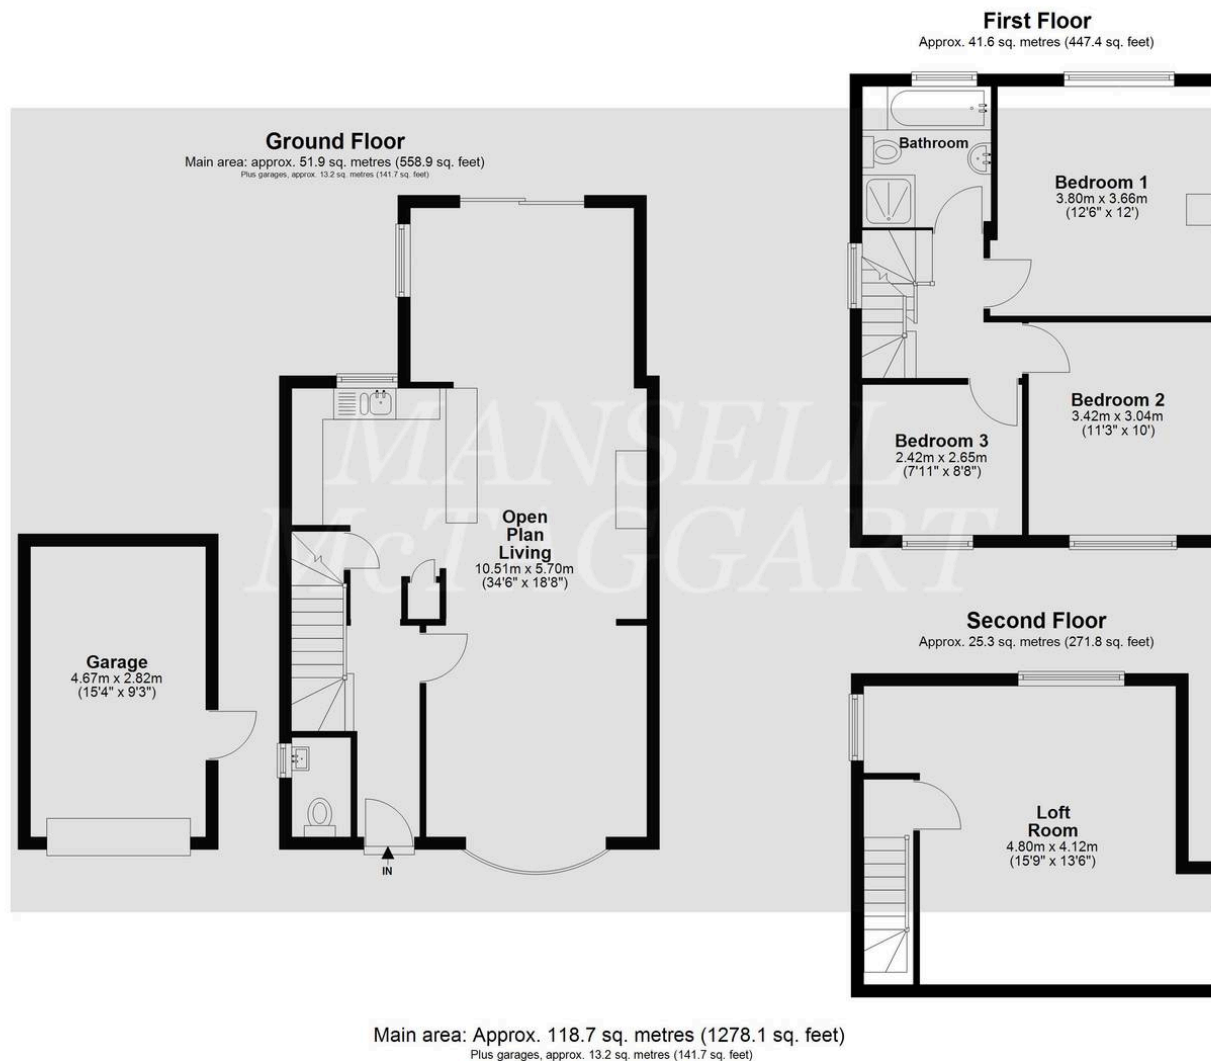 Ground Floor
Main area: approx. 51.9 sq. metres (558.9 sq. feet)
Plus garages, approx. 13.2 sq. metres (141.7 sq. feet)
Open
Plan
Living
10.51m x 5.70m
(34'6" x 18'8")
Garage
4.67m x 2.82m
(15'4" x 9'3")
IN
First Floor
Approx. 41.6 sq. metres (447.4 sq. feet)
Bathroom
Bedroom 1
3.80m x 3.66m
(12'6" x 12')
Bedroom 2
3.42m x 3.04m
(11'3" x 10')
Bedroom 3
2.42m x 2.65m
(7'11" x 8'8")
Second Floor
Approx. 25.3 sq. metres (271.8 sq. feet)
Loft
Room
4.80m x 4.12m
(15'9" x 13'6")
MANSELL
McTAGGART
Main area: Approx. 118.7 sq. metres (1278.1 sq. feet)
Plus garages, approx. 13.2 sq. metres (141.7 sq. feet)